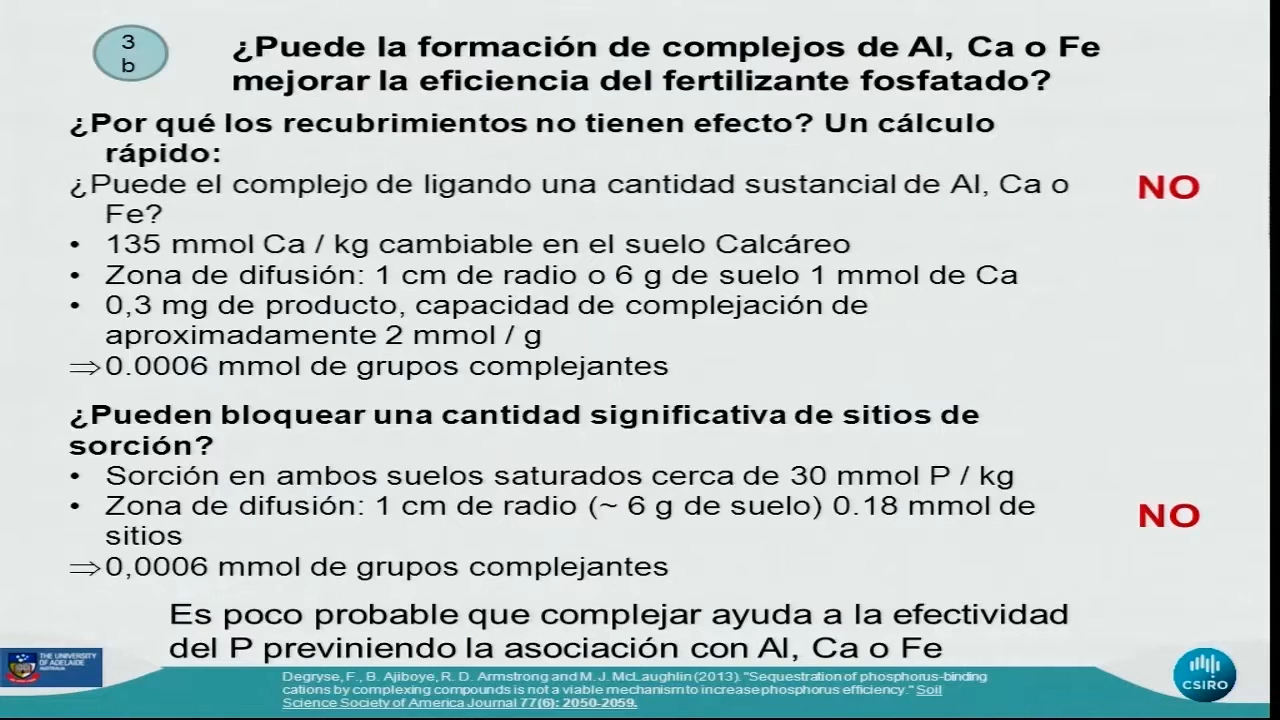 3
b
¿Puede la formación de complejos de Al, Ca o Fe
mejorar la eficiencia del fertilizante fosfatado?
¿Por qué los recubrimientos no tienen efecto? Un cálculo
rápido:
¿Puede el complejo de ligando una cantidad sustancial de Al, Ca o
Fe?
NO
• 135 mmol Ca / kg cambiable en el suelo Calcáreo
• Zona de difusión: 1 cm de radio o 6 g de suelo 1 mmol de Ca
• 0,3 mg de producto, capacidad de complejación de
aproximadamente 2 mmol / g
⇒0.0006 mmol de grupos complejantes
¿Pueden bloquear una cantidad significativa de sitios de
sorción?
• Sorción en ambos suelos saturados cerca de 30 mmol P / kg
• Zona de difusión: 1 cm de radio (~ 6 g de suelo) 0.18 mmol de
sitios
NO
⇒0,0006 mmol de grupos complejantes
Es poco probable que complejar ayuda a la efectividad
del P previniendo la asociación con Al, Ca o Fe
THE UNIVERSITY
OF ADELAIDE
AUSTRALIA
Degryse, F., B. Ajiboye, R. D. Armstrong and M. J. McLaughlin (2013). "Sequestration of phosphorus-binding
cations by complexing compounds is not a viable mechanism to increase phosphorus efficiency." Soil
Science Society of America Journal 77(6): 2050-2059.
CSIRO